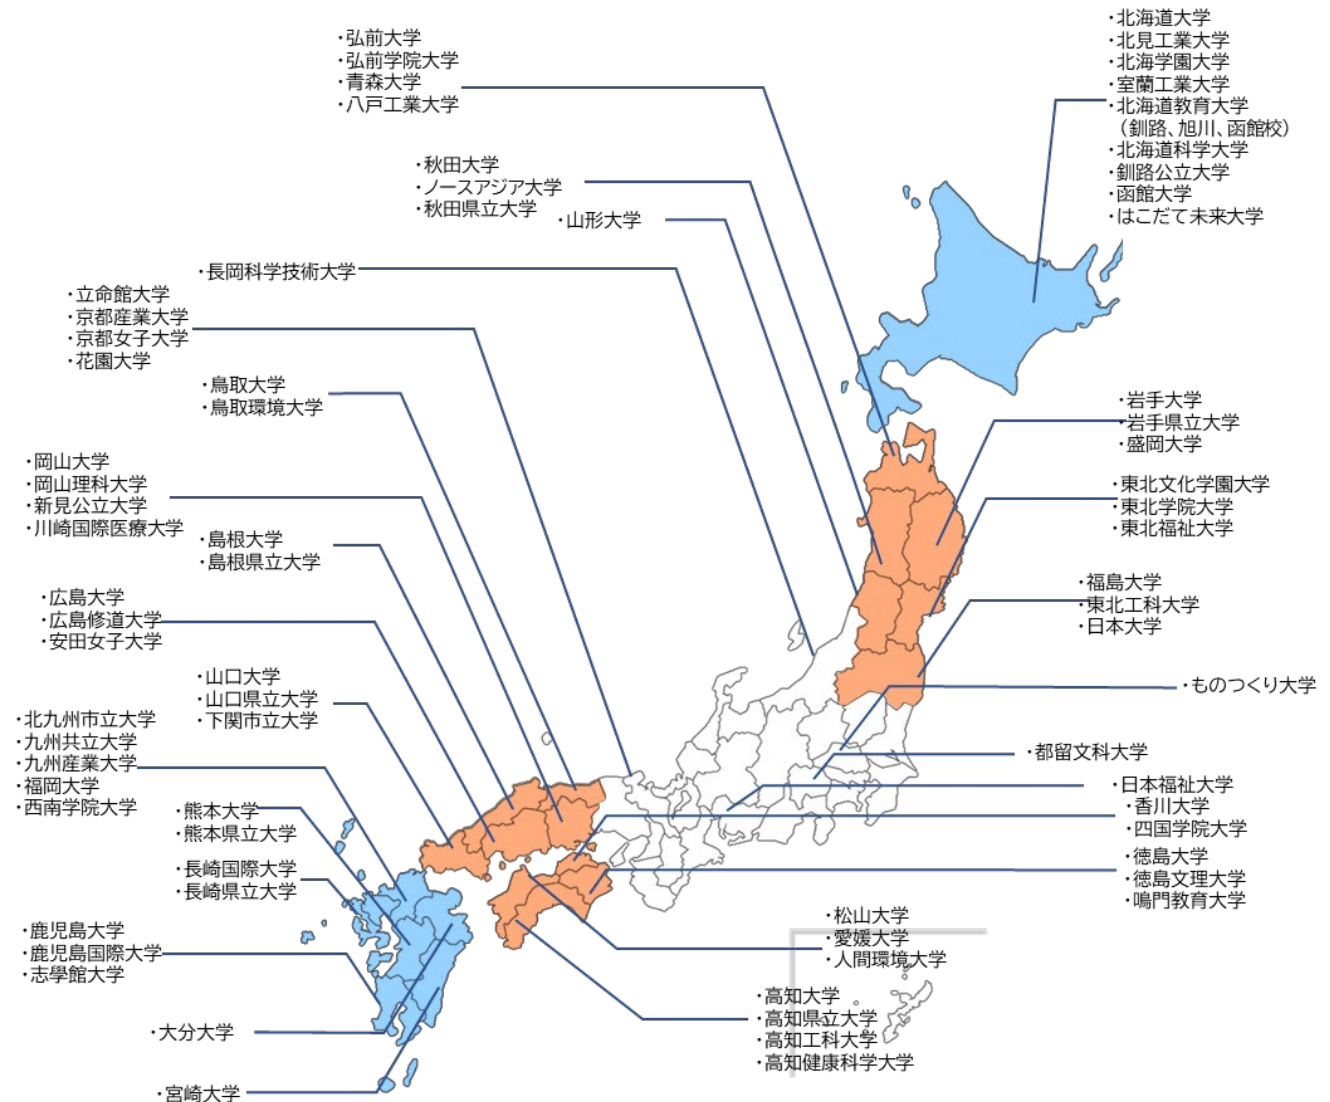 ・北海道大学
・北見工業大学
・北海学園大学
・室蘭工業大学
・北海道教育大学
（釧路、旭川、函館校）
・北海道科学大学
・釧路公立大学
・函館大学
・はこだて未来大学
・弘前大学
・弘前学院大学
・青森大学
・八戸工業大学
・秋田大学
・ノースアジア大学
・秋田県立大学
・山形大学
・長岡科学技術大学
・立命館大学
・京都産業大学
・京都女子大学
・花園大学
・鳥取大学
・鳥取環境大学
・岡山大学
・岡山理科大学
・新見公立大学
・川崎国際医療大学
・島根大学
・島根県立大学
・広島大学
・広島修道大学
・安田女子大学
・山口大学
・山口県立大学
・下関市立大学
・北九州市立大学
・九州共立大学
・九州産業大学
・福岡大学
・西南学院大学
・熊本大学
・熊本県立大学
・長崎国際大学
・長崎県立大学
・鹿児島大学
・鹿児島国際大学
・志學館大学
・大分大学
・宮崎大学
・岩手大学
・岩手県立大学
・盛岡大学
・東北文化学園大学
・東北学院大学
・東北福祉大学
・福島大学
・東北工科大学
・日本大学
・ものつくり大学
・都留文科大学
・日本福祉大学
・香川大学
・四国学院大学
・徳島大学
・徳島文理大学
・鳴門教育大学
・松山大学
・愛媛大学
・人間環境大学
・高知大学
・高知県立大学
・高知工科大学
・高知健康科学大学